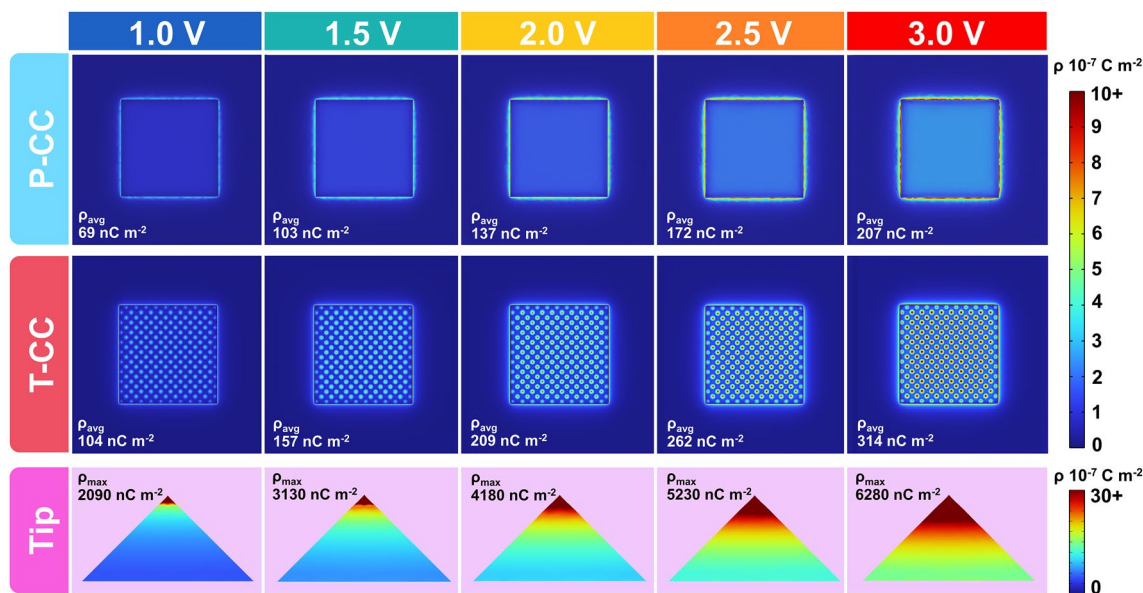 1.0 V
1.5 V
2.0 V
2.5 V
3.0 V
P-CC
ρavg
69 nC m-2
ρavg
103 nC m-2
ρavg
137 nC m-2
ρavg
172 nC m-2
ρavg
207 nC m-2
ρ 10-7 C m-2
10+
9
8
7
6
5
4
3
2
1
0
T-CC
ρavg
104 nC m-2
ρavg
157 nC m-2
ρavg
209 nC m-2
ρavg
262 nC m-2
ρavg
314 nC m-2
Tip
ρmax
2090 nC m-2
ρmax
3130 nC m-2
ρmax
4180 nC m-2
ρmax
5230 nC m-2
ρmax
6280 nC m-2
ρ 10-7 C m-2
30+
0